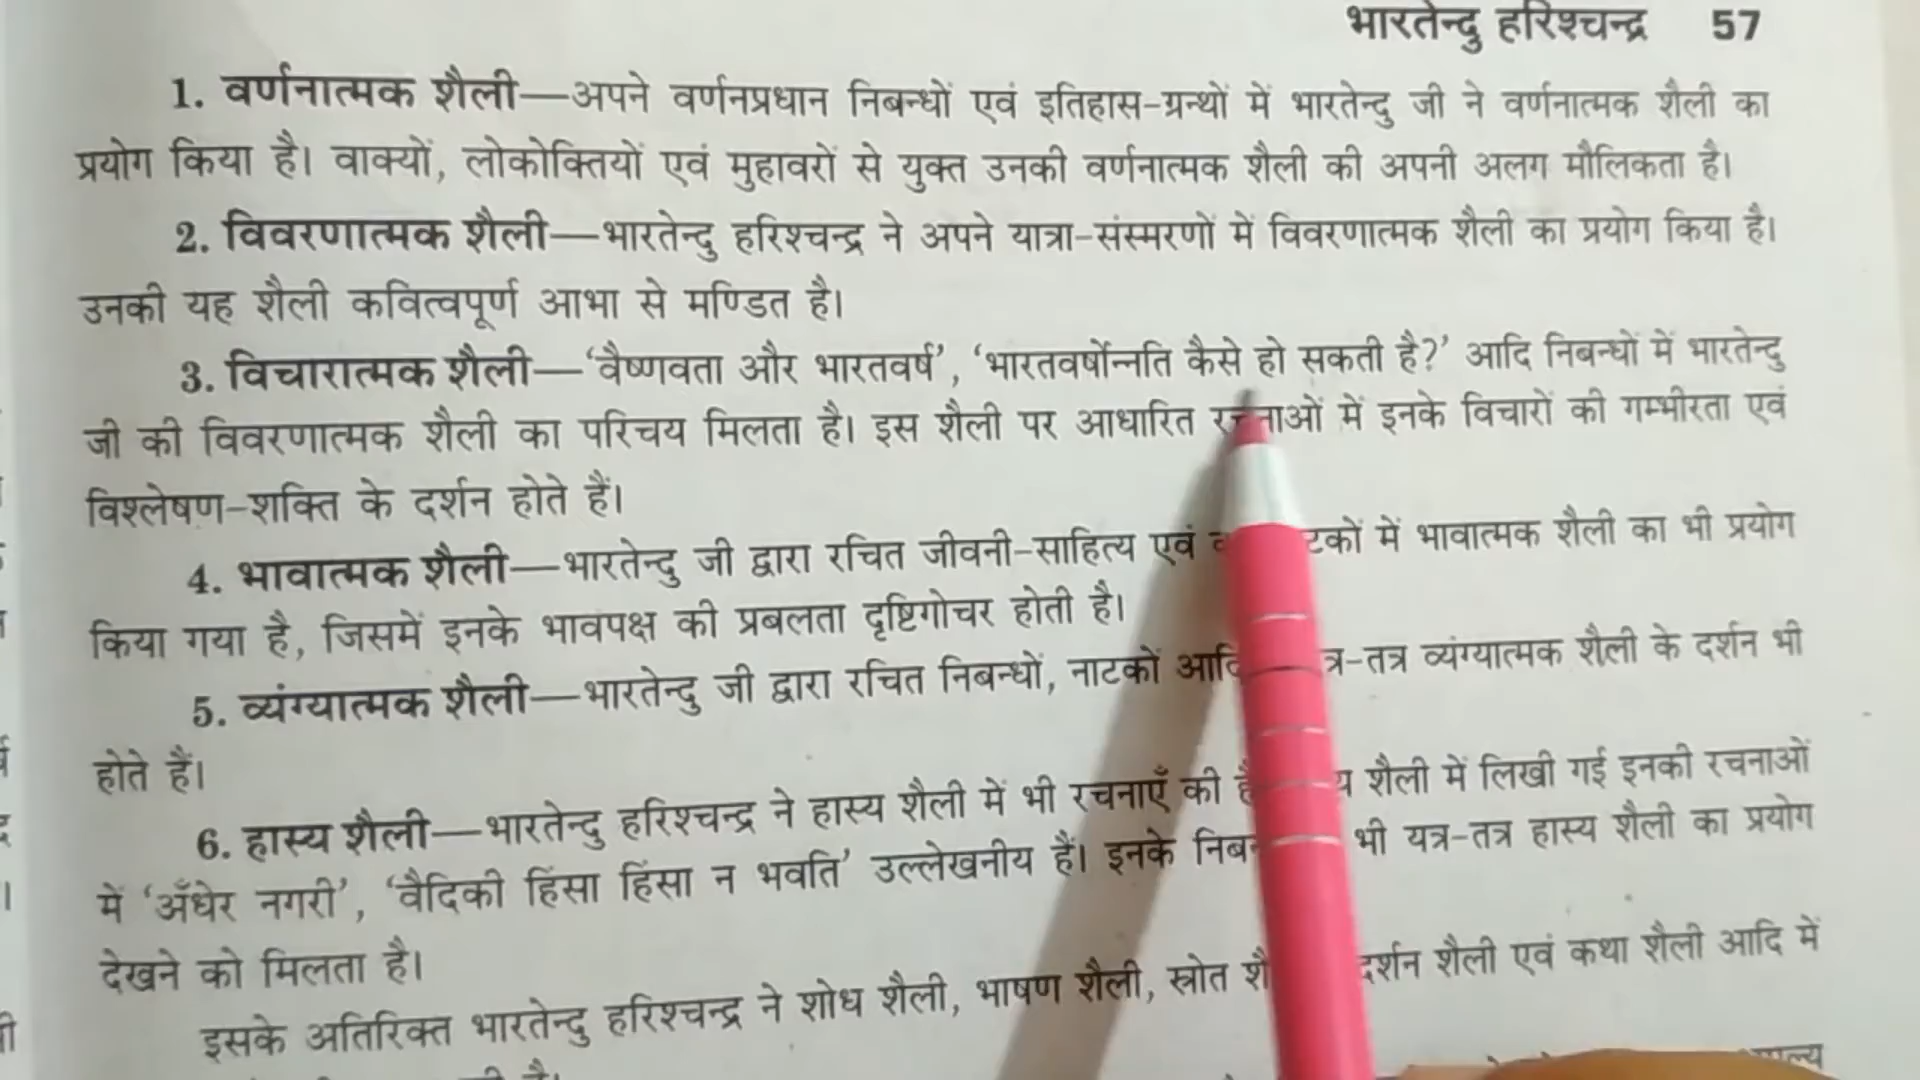 भारतेन्दु हरिश्चन्द्र 57
1. वर्णनात्मक शैली—अपने वर्णनप्रधान निबन्धों एवं इतिहास-ग्रन्थों में भारतेन्दु जी ने वर्णनात्मक शैली का
प्रयोग किया है। वाक्यों, लोकोक्तियों एवं मुहावरों से युक्त उनकी वर्णनात्मक शैली की अपनी अलग मौलिकता है।
2. विवरणात्मक शैली—भारतेन्दु हरिश्चन्द्र ने अपने यात्रा-संस्मरणों में विवरणात्मक शैली का प्रयोग किया है।
उनकी यह शैली कवित्वपूर्ण आभा से मण्डित है।
3. विचारात्मक शैली—‘वैष्णवता और भारतवर्ष’, ‘भारतवर्षोन्नति कैसे हो सकती है?’ आदि निबन्धों में भारतेन्दु
जी की विवरणात्मक शैली का परिचय मिलता है। इस शैली पर आधारित रचनाओं में इनके विचारों की गम्भीरता एवं
विश्लेषण-शक्ति के दर्शन होते हैं।
4. भावात्मक शैली—भारतेन्दु जी द्वारा रचित जीवनी-साहित्य एवं में भावात्मक शैली का भी प्रयोग
किया गया है, जिसमें इनके भावपक्ष की प्रबलता दृष्टिगोचर होती है।
5. व्यंग्यात्मक शैली—भारतेन्दु जी द्वारा रचित निबन्धों, नाटकों व्यंग्यात्मक शैली के दर्शन भी
होते हैं।
6. हास्य शैली—भारतेन्दु हरिश्चन्द्र ने हास्य शैली में भी रचनाएँ की शैली में लिखी गई इनकी रचनाओं
में ‘अँधेर नगरी’, ‘वैदिकी हिंसा हिंसा न भवति’ उल्लेखनीय हैं। इनके भी यत्र-तत्र हास्य शैली का प्रयोग
देखने को मिलता है।
इसके अतिरिक्त भारतेन्दु हरिश्चन्द्र ने शोध शैली, भाषण शैली, स्रोत दर्शन शैली एवं कथा शैली आदि में